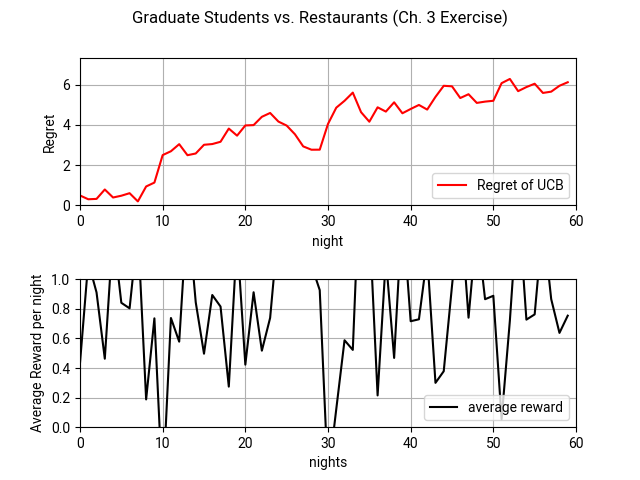 Graduate Students vs. Restaurants (Ch. 3 Exercise)
Regret
6
4
2
0
Regret of UCB
0 10 20 30 40 50 60
night
Average Reward per night
1.0
0.8
0.6
0.4
0.2
0.0
average reward
0 10 20 30 40 50 60
nights